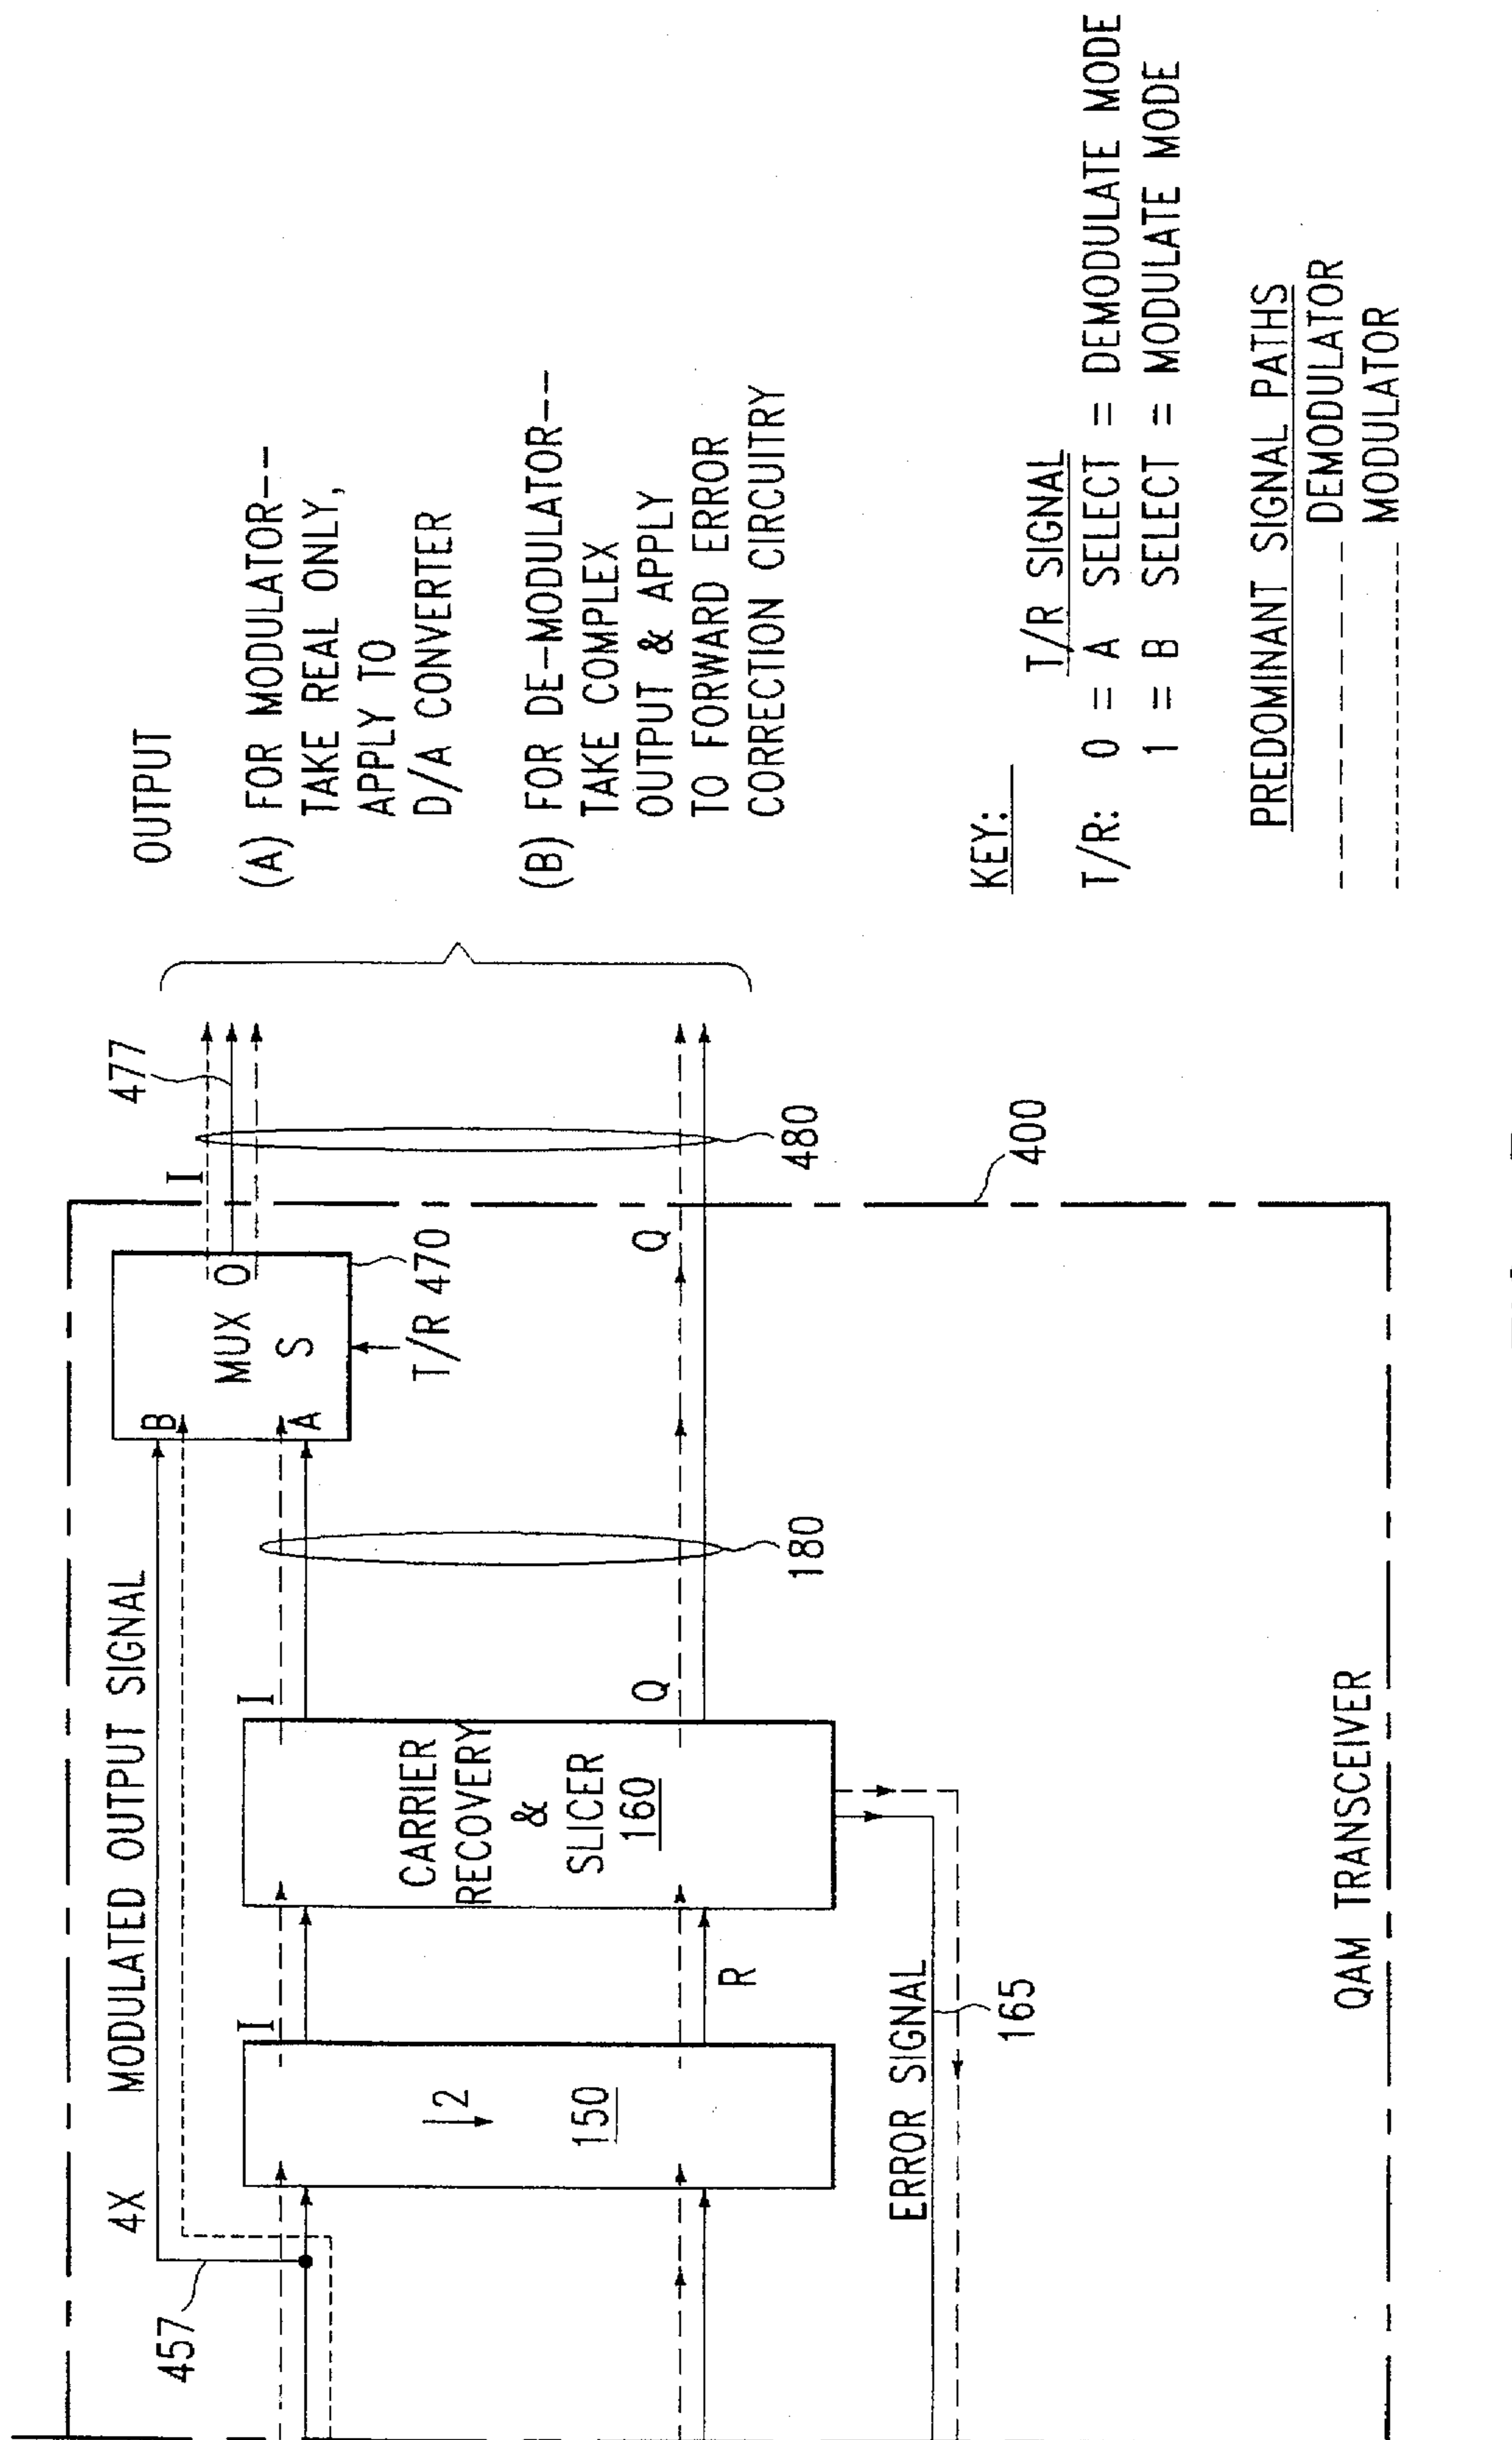 OUTPUT
(A) FOR MODULATOR--
TAKE REAL ONLY,
APPLY TO
D/A CONVERTER
(B) FOR DE-MODULATOR--
TAKE COMPLEX
OUTPUT & APPLY
TO FORWARD ERROR
CORRECTION CIRCUITRY
457
4X MODULATED OUTPUT SIGNAL
B
MUX O
S
A
T/R 470
I
477
480
I
↓2
150
I
CARRIER
RECOVERY
&
SLICER
160
Q
Q
R
180
ERROR SIGNAL
165
400
QAM TRANSCEIVER
KEY:
T/R SIGNAL
T/R: 0 = A SELECT = DEMODULATE MODE
1 = B SELECT = MODULATE MODE
PREDOMINANT SIGNAL PATHS
DEMODULATOR
MODULATOR